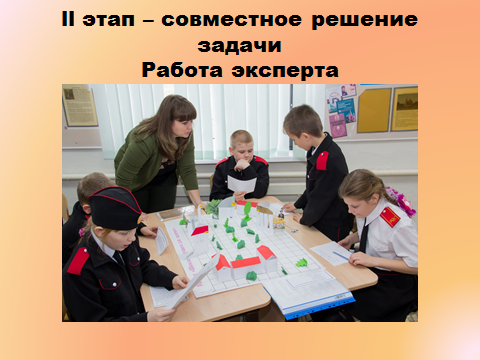 II этап – совместное решение
задачи
Работа эксперта